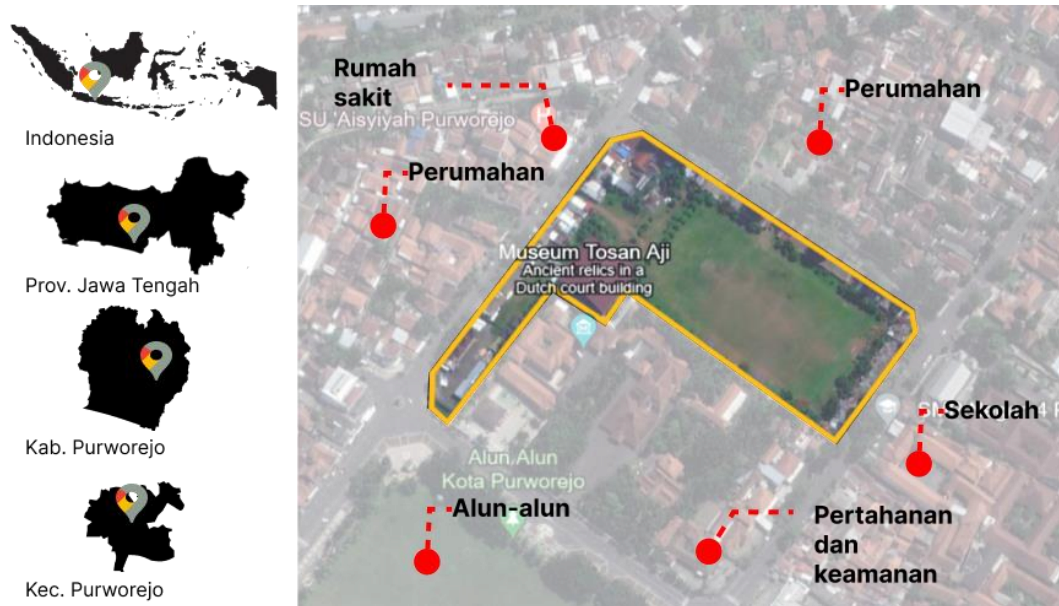 Indonesia
Prov. Jawa Tengah
Kab. Purworejo
Kec. Purworejo
Rumah
sakit
SU 'Aisyiyah Purworejo
H
Perumahan
Perumahan
Museum Tosan Aji
Ancient relics in a
Dutch court building
Sekolah
Alun Alun
Kota Purworejo
Alun-alun
Pertahanan
dan
keamanan